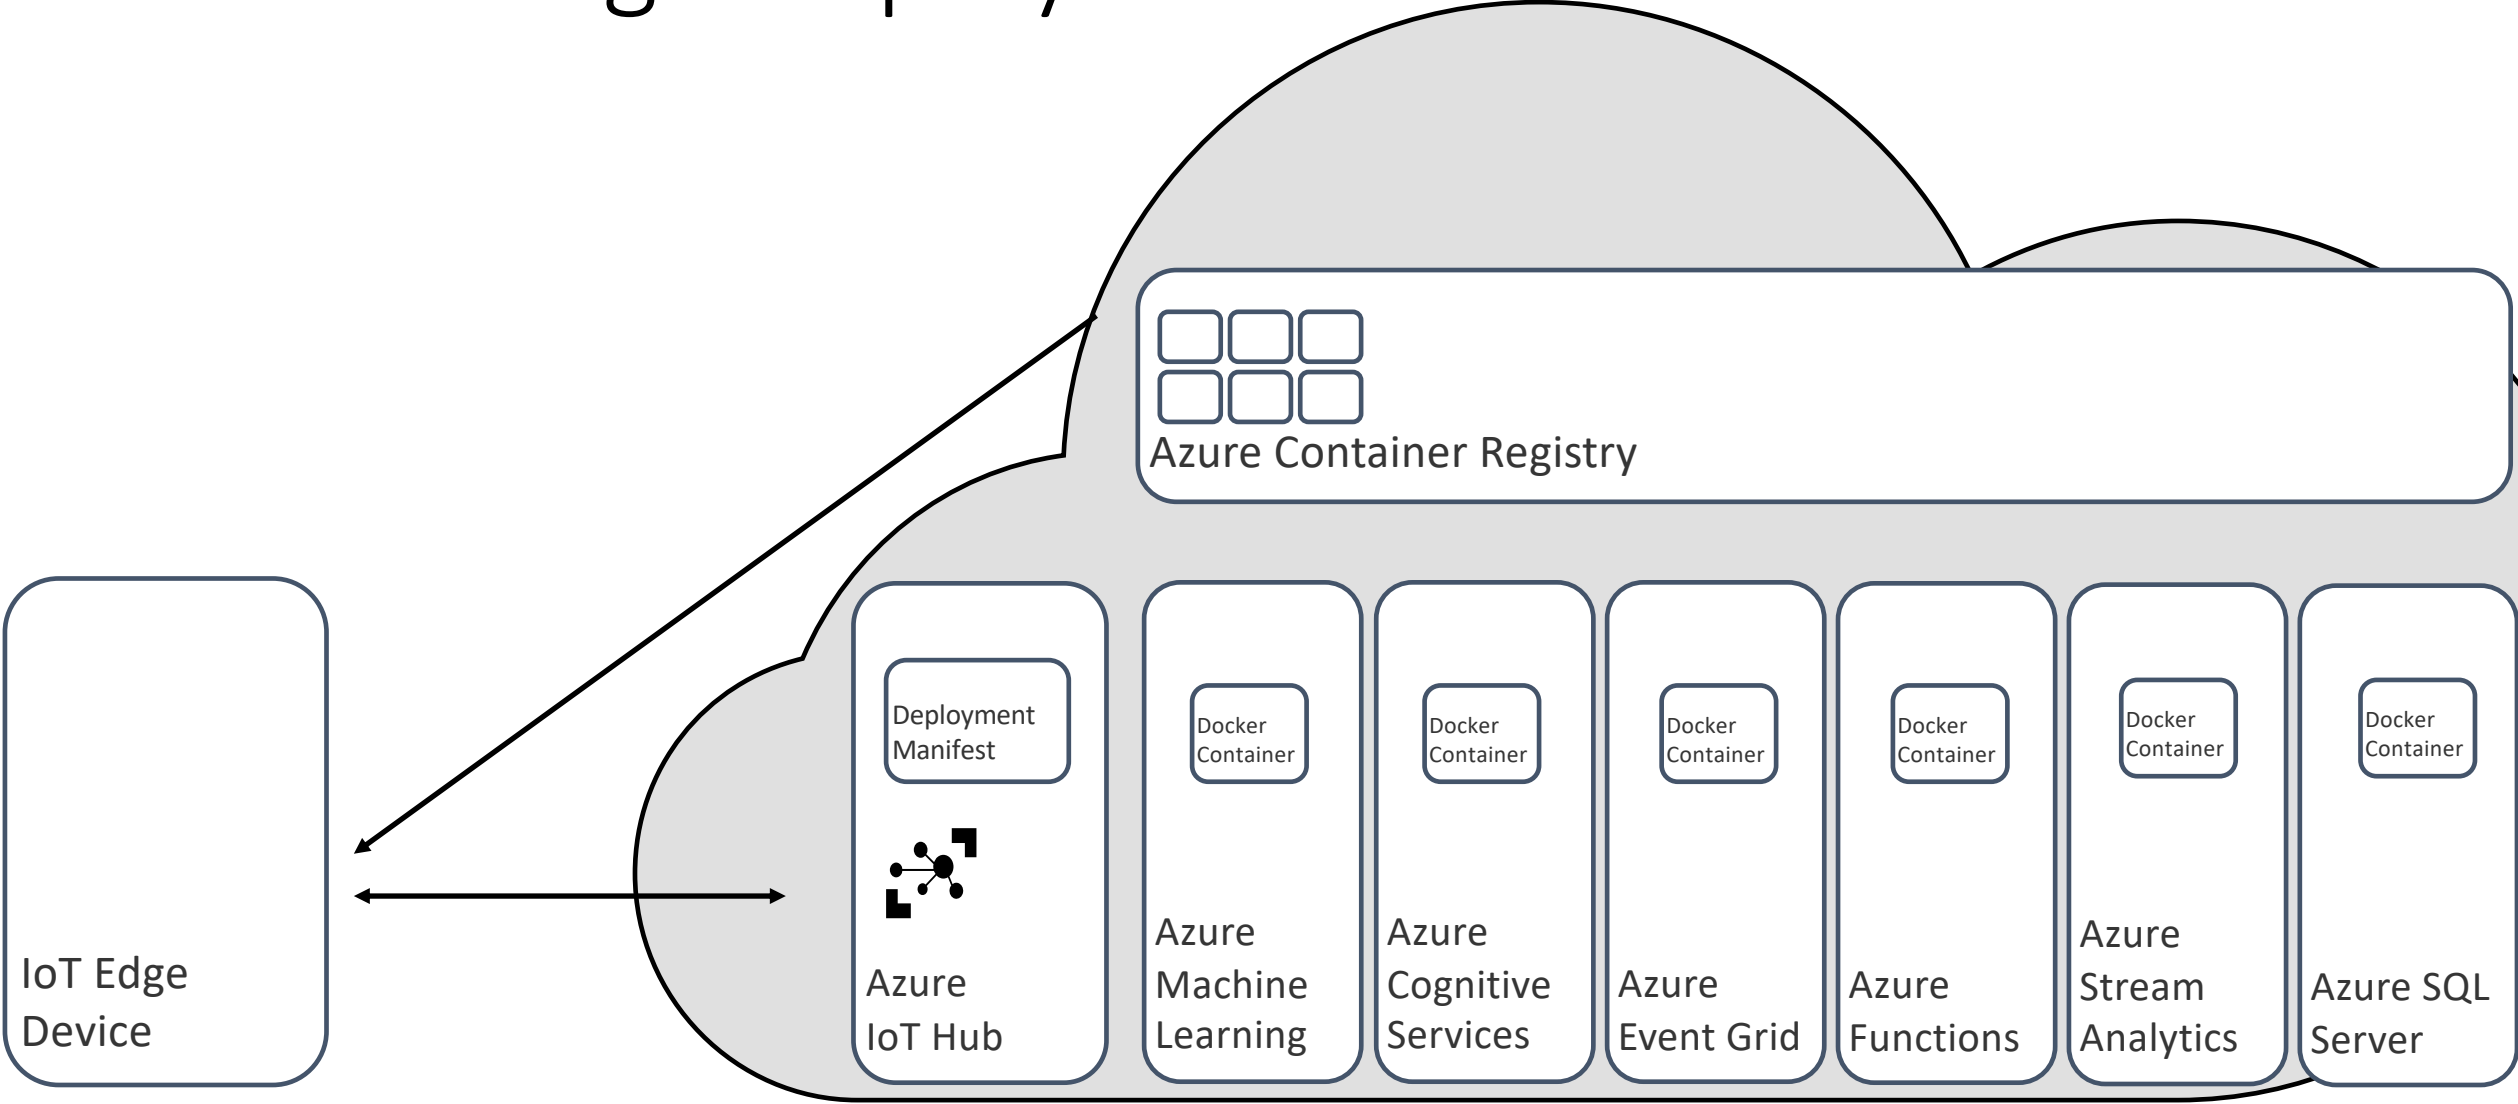 Azure Container Registry
Deployment
Manifest
Docker
Container
Docker
Container
Docker
Container
Docker
Container
Docker
Container
Docker
Container
IoT Edge
Device
Azure
IoT Hub
Azure
Machine
Learning
Azure
Cognitive
Services
Azure
Event Grid
Azure
Functions
Azure
Stream
Analytics
Azure SQL
Server